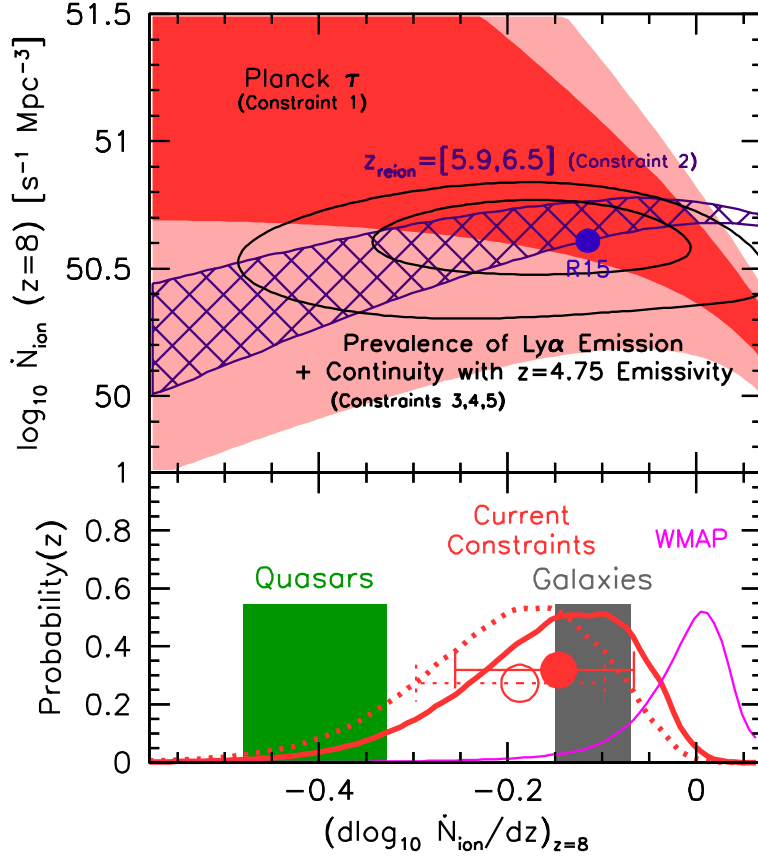 51.5
51
50.5
50
log₁₀ Ṅᵢₒₙ (z=8) [s⁻¹ Mpc⁻³]
Planck τ
(Constraint 1)
z_reion=[5.9,6.5] (Constraint 2)
R15
Prevalence of Lyα Emission
+ Continuity with z=4.75 Emissivity
(Constraints 3,4,5)
1
0.8
0.6
0.4
0.2
0
Probability(z)
Current
Constraints
WMAP
Quasars
Galaxies
−0.4
−0.2
0
(dlog₁₀ Ṅᵢₒₙ/dz)_z=8